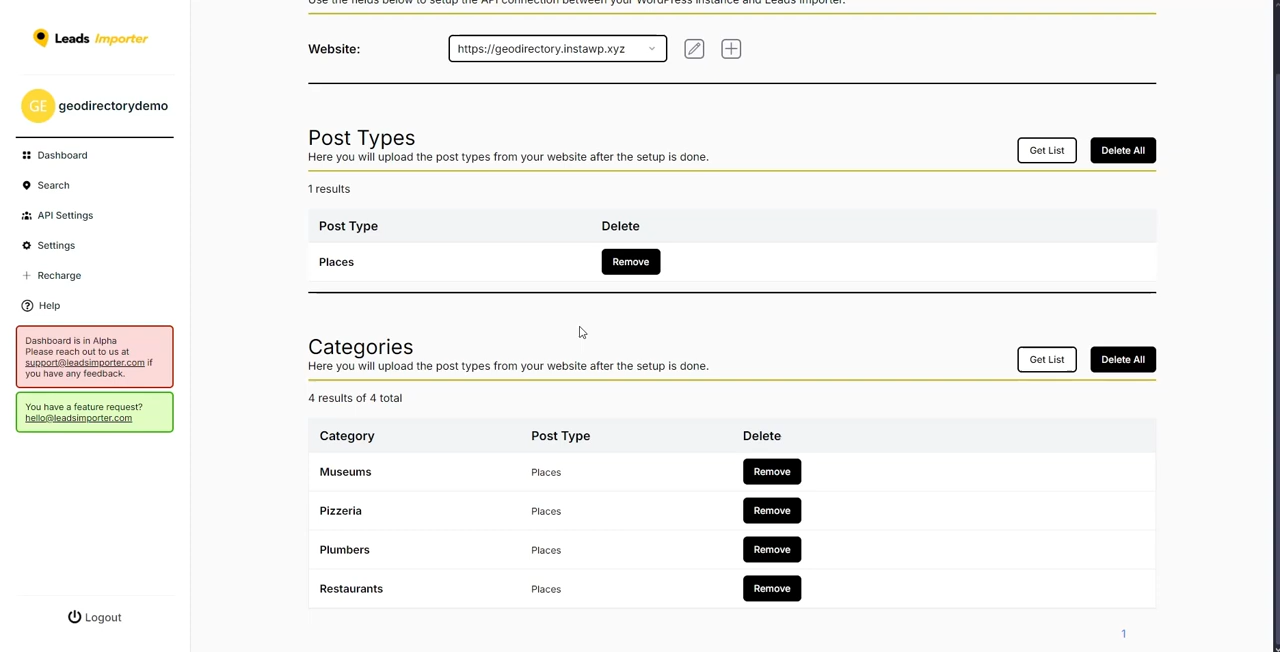 Use the fields below to setup the API connection between your WordPress instance and Leads Importer.
Leads Importer
Website:
https://geodirectory.instawp.xyz
GE
geodirectorydemo
Dashboard
Search
API Settings
Settings
Recharge
Help
Dashboard is in Alpha
Please reach out to us at
support@leadsimporter.com if
you have any feedback.
You have a feature request?
hello@leadsimporter.com
Logout
Post Types
Here you will upload the post types from your website after the setup is done.
Get List
Delete All
1 results
Post Type Delete
Places Remove
Categories
Here you will upload the post types from your website after the setup is done.
Get List
Delete All
4 results of 4 total
Category Post Type Delete
Museums Places Remove
Pizzeria Places Remove
Plumbers Places Remove
Restaurants Places Remove
1